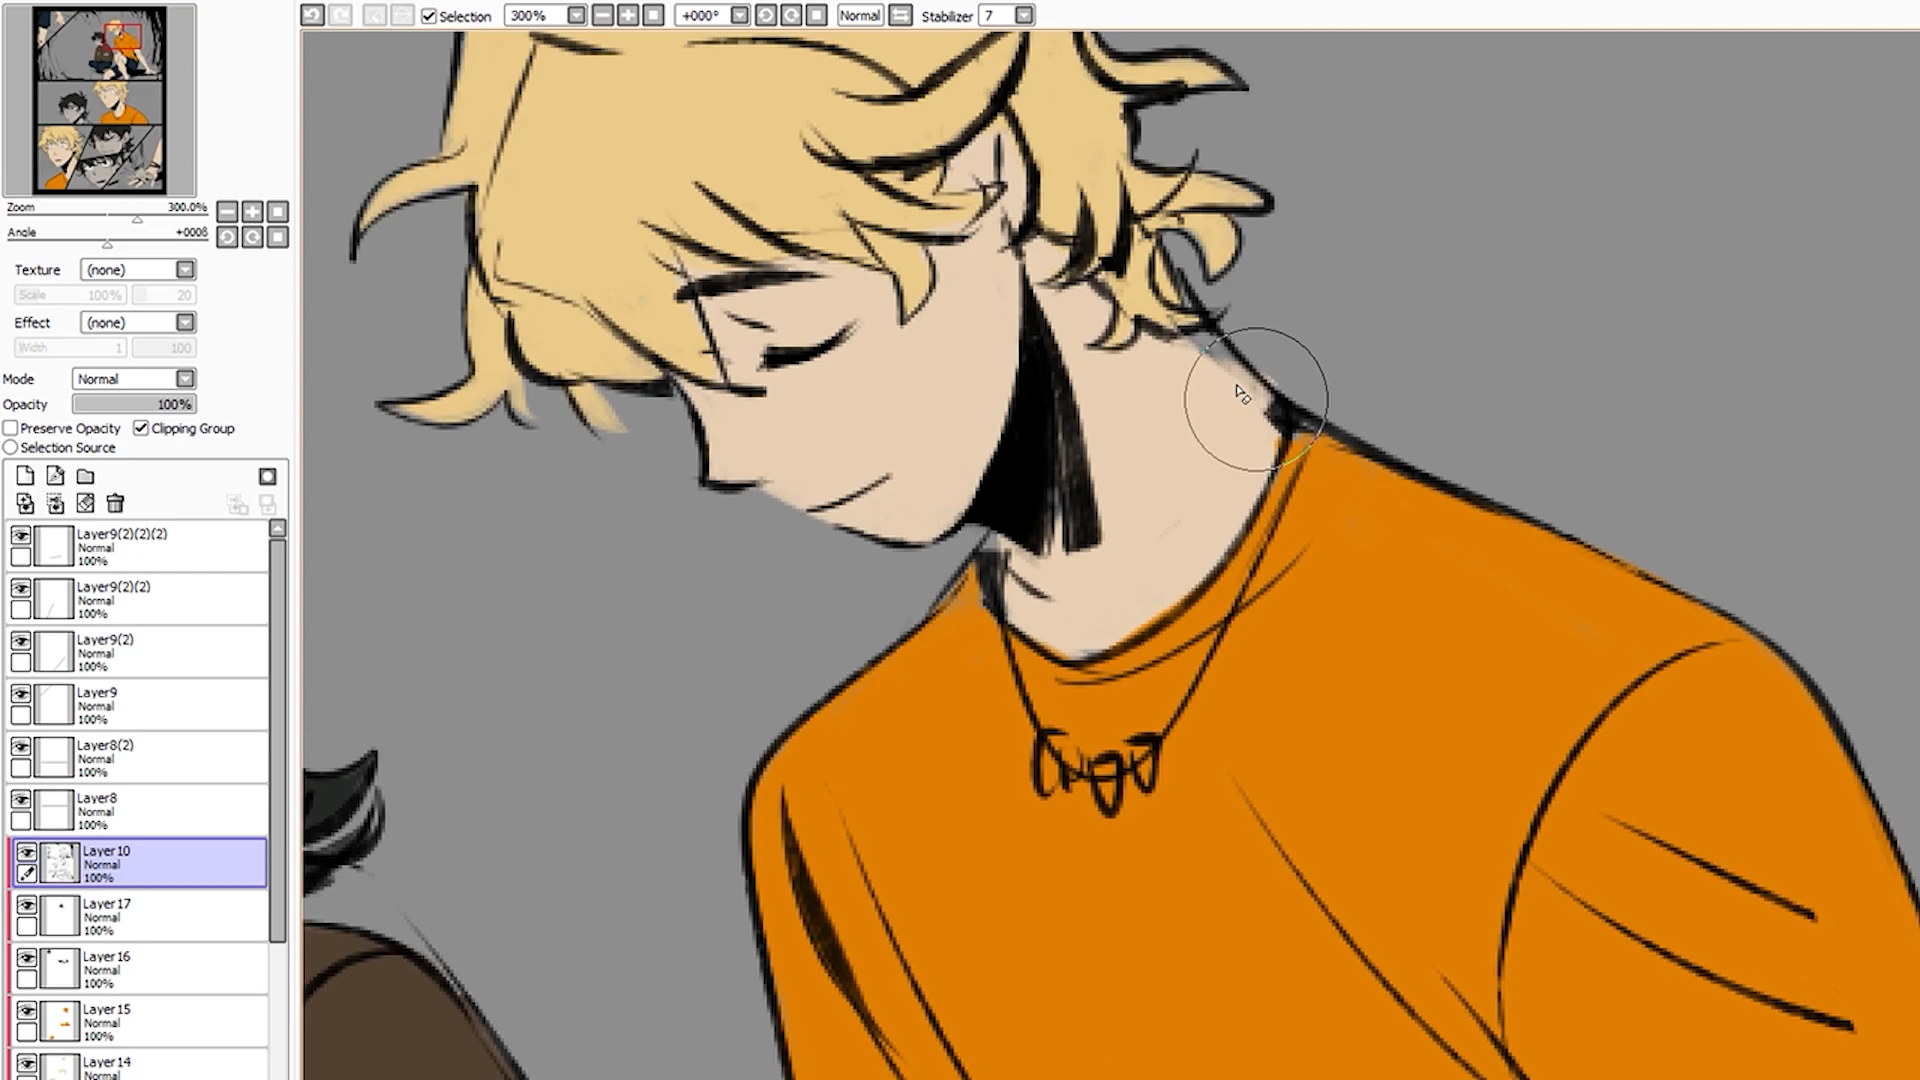 Selection 300% +000° Normal Stabilizer 7
Zoom 300.0%
Angle +0006
Texture (none)
Scale 100% 20
Effect (none)
Width 1 100
Mode Normal
Opacity 100%
Preserve Opacity Clipping Group
Selection Source
Layer9(2)(2)(2)
Normal
100%
Layer9(2)(2)
Normal
100%
Layer9(2)
Normal
100%
Layer9
Normal
100%
Layer8(2)
Normal
100%
Layer8
Normal
100%
Layer10
Normal
100%
Layer17
Normal
100%
Layer16
Normal
100%
Layer15
Normal
100%
Layer14
Normal